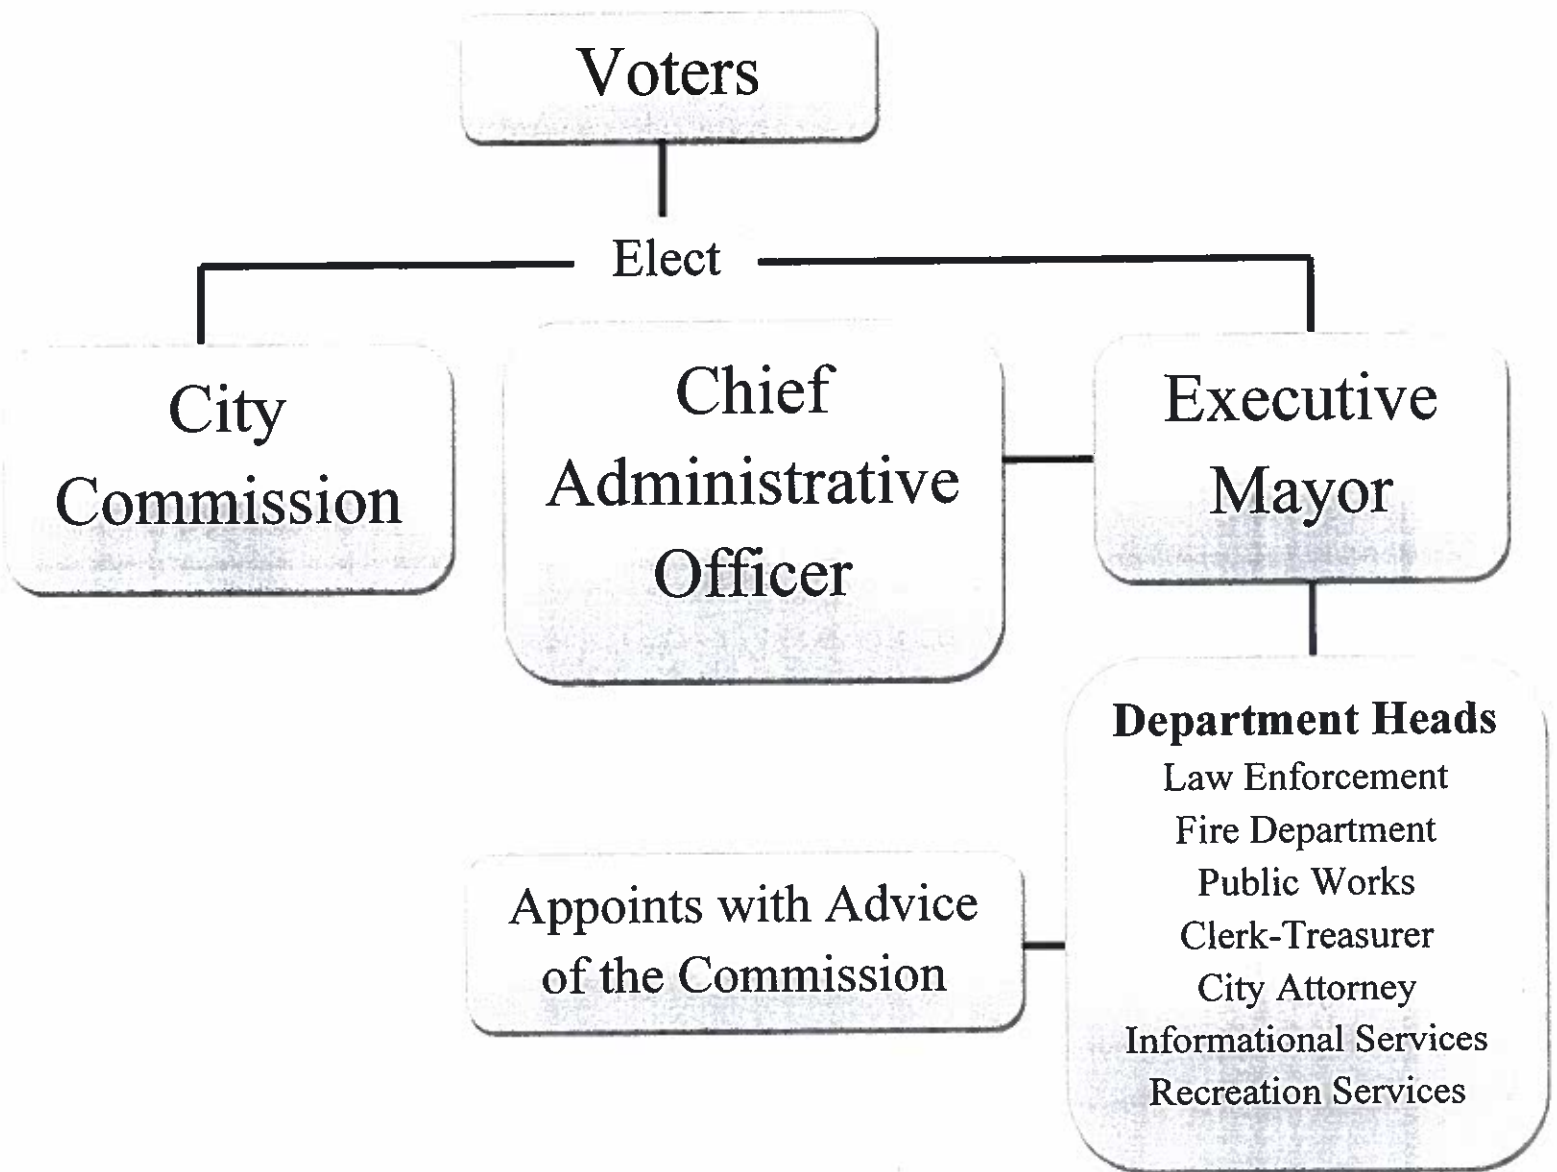 Voters
Elect
City
Commission
Chief
Administrative
Officer
Executive
Mayor
Department Heads
Law Enforcement
Fire Department
Public Works
Clerk-Treasurer
City Attorney
Informational Services
Recreation Services
Appoints with Advice
of the Commission